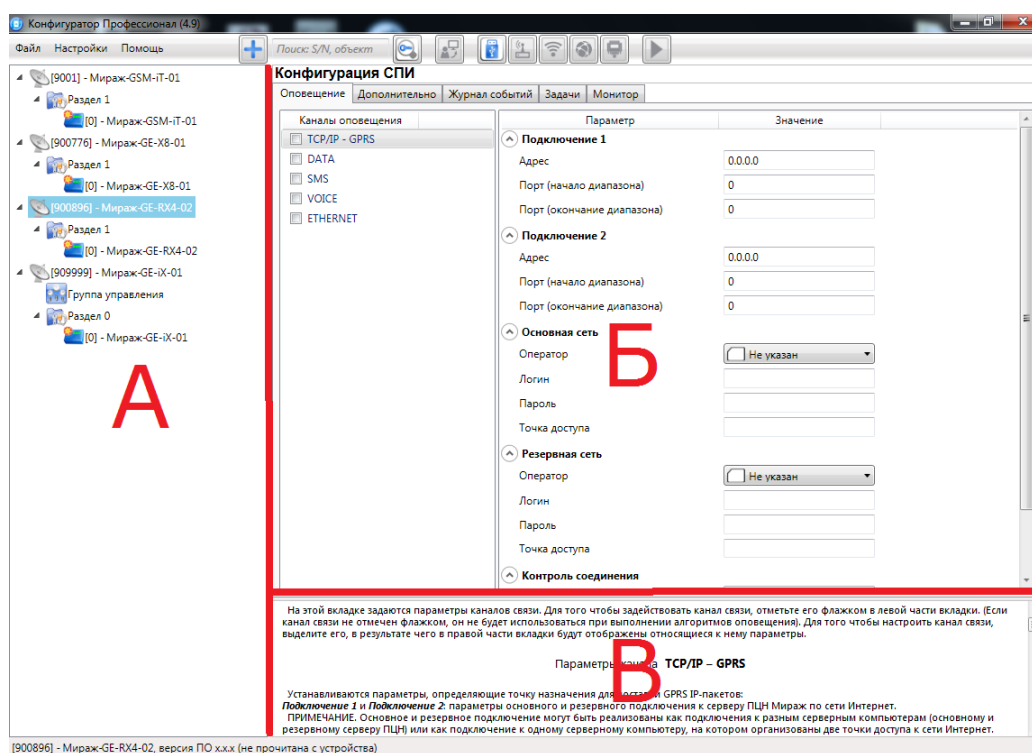 Конфигуратор Профессионал (4.9)
Файл Настройки Помощь
Поиск: S/N, объект
[9001] - Мираж-GSM-iT-01
Раздел 1
[0] - Мираж-GSM-iT-01
[900776] - Мираж-GE-X8-01
Раздел 1
[0] - Мираж-GE-X8-01
[900896] - Мираж-GE-RX4-02
Раздел 1
[0] - Мираж-GE-RX4-02
[909999] - Мираж-GE-iX-01
Группа управления
Раздел 0
[0] - Мираж-GE-iX-01
А
Конфигурация СПИ
Оповещение Дополнительно Журнал событий Задачи Монитор
Каналы оповещения
TCP/IP - GPRS
DATA
SMS
VOICE
ETHERNET
Параметр Значение
Подключение 1
Адрес 0.0.0.0
Порт (начало диапазона) 0
Порт (окончание диапазона) 0
Подключение 2
Адрес 0.0.0.0
Порт (начало диапазона) 0
Порт (окончание диапазона) 0
Основная сеть
Оператор Не указан
Логин
Пароль
Точка доступа
Б
Резервная сеть
Оператор Не указан
Логин
Пароль
Точка доступа
Контроль соединения
На этой вкладке задаются параметры каналов связи. Для того чтобы задействовать канал связи, отметьте его флажком в левой части вкладки. (Если
канал связи не отмечен флажком, он не будет использоваться при выполнении алгоритмов оповещения). Для того чтобы настроить канал связи,
выделите его, в результате чего в правой части вкладки будут отображены относящиеся к нему параметры.
Параметры канала TCP/IP – GPRS
В
Устанавливаются параметры, определяющие точку назначения для доставки GPRS IP-пакетов:
Подключение 1 и Подключение 2: параметры основного и резервного подключения к серверу ПЦН Мираж по сети Интернет.
ПРИМЕЧАНИЕ. Основное и резервное подключение могут быть реализованы как подключения к разным серверным компьютерам (основному и
резервному серверу ПЦН) или как подключение к одному серверному компьютеру, на котором организованы две точки доступа к сети Интернет.
[900896] - Мираж-GE-RX4-02, версия ПО x.x.x (не прочитана с устройства)